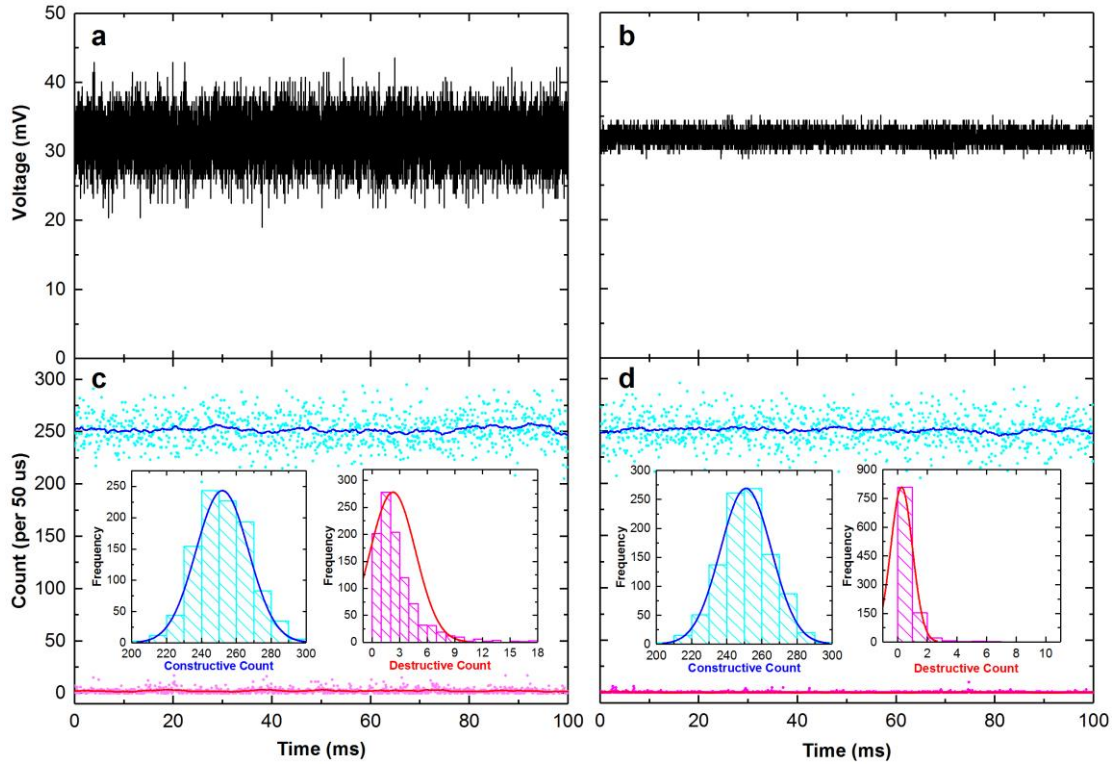 a
b
50
40
30
20
10
0
Voltage (mV)
c
d
300
250
200
150
100
50
0
Count (per 50 us)
250
200
150
100
50
0
Frequency
200 220 240 260 280 300
Constructive Count
300
250
200
150
100
50
0
Frequency
0 3 6 9 12 15 18
Destructive Count
300
250
200
150
100
50
0
Frequency
200 220 240 260 280 300
Constructive Count
900
750
600
450
300
150
0
Frequency
0 2 4 6 8 10
Destructive Count
0 20 40 60 80 100
Time (ms)
0 20 40 60 80 100
Time (ms)